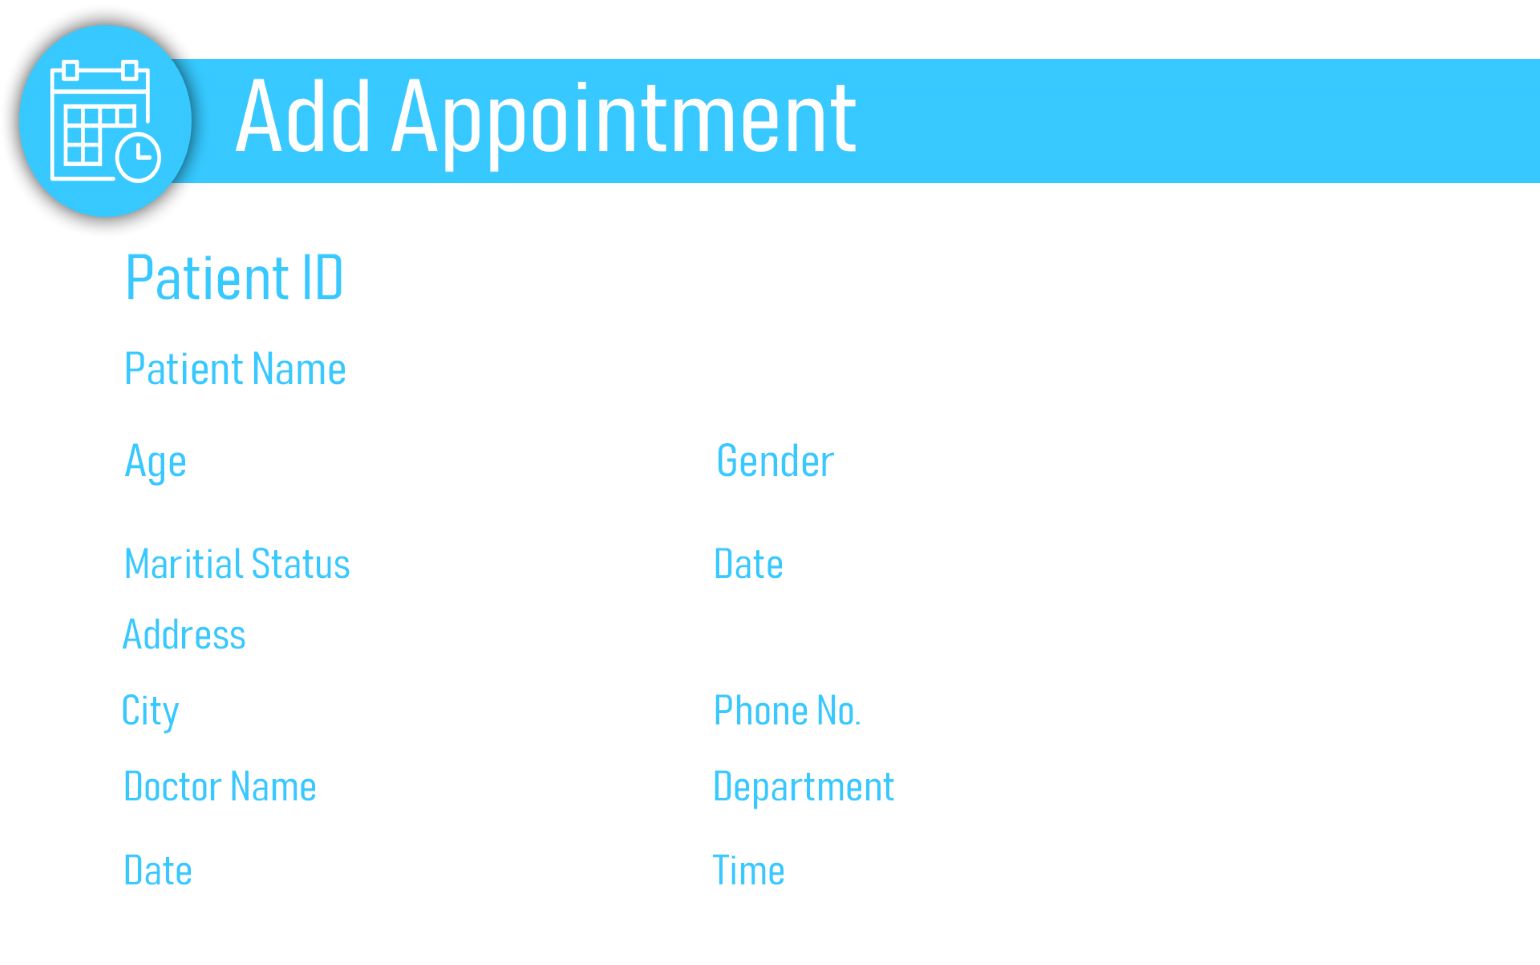 Add Appointment
Patient ID
Patient Name
Age
Gender
Maritial Status
Date
Address
City
Phone No.
Doctor Name
Department
Date
Time